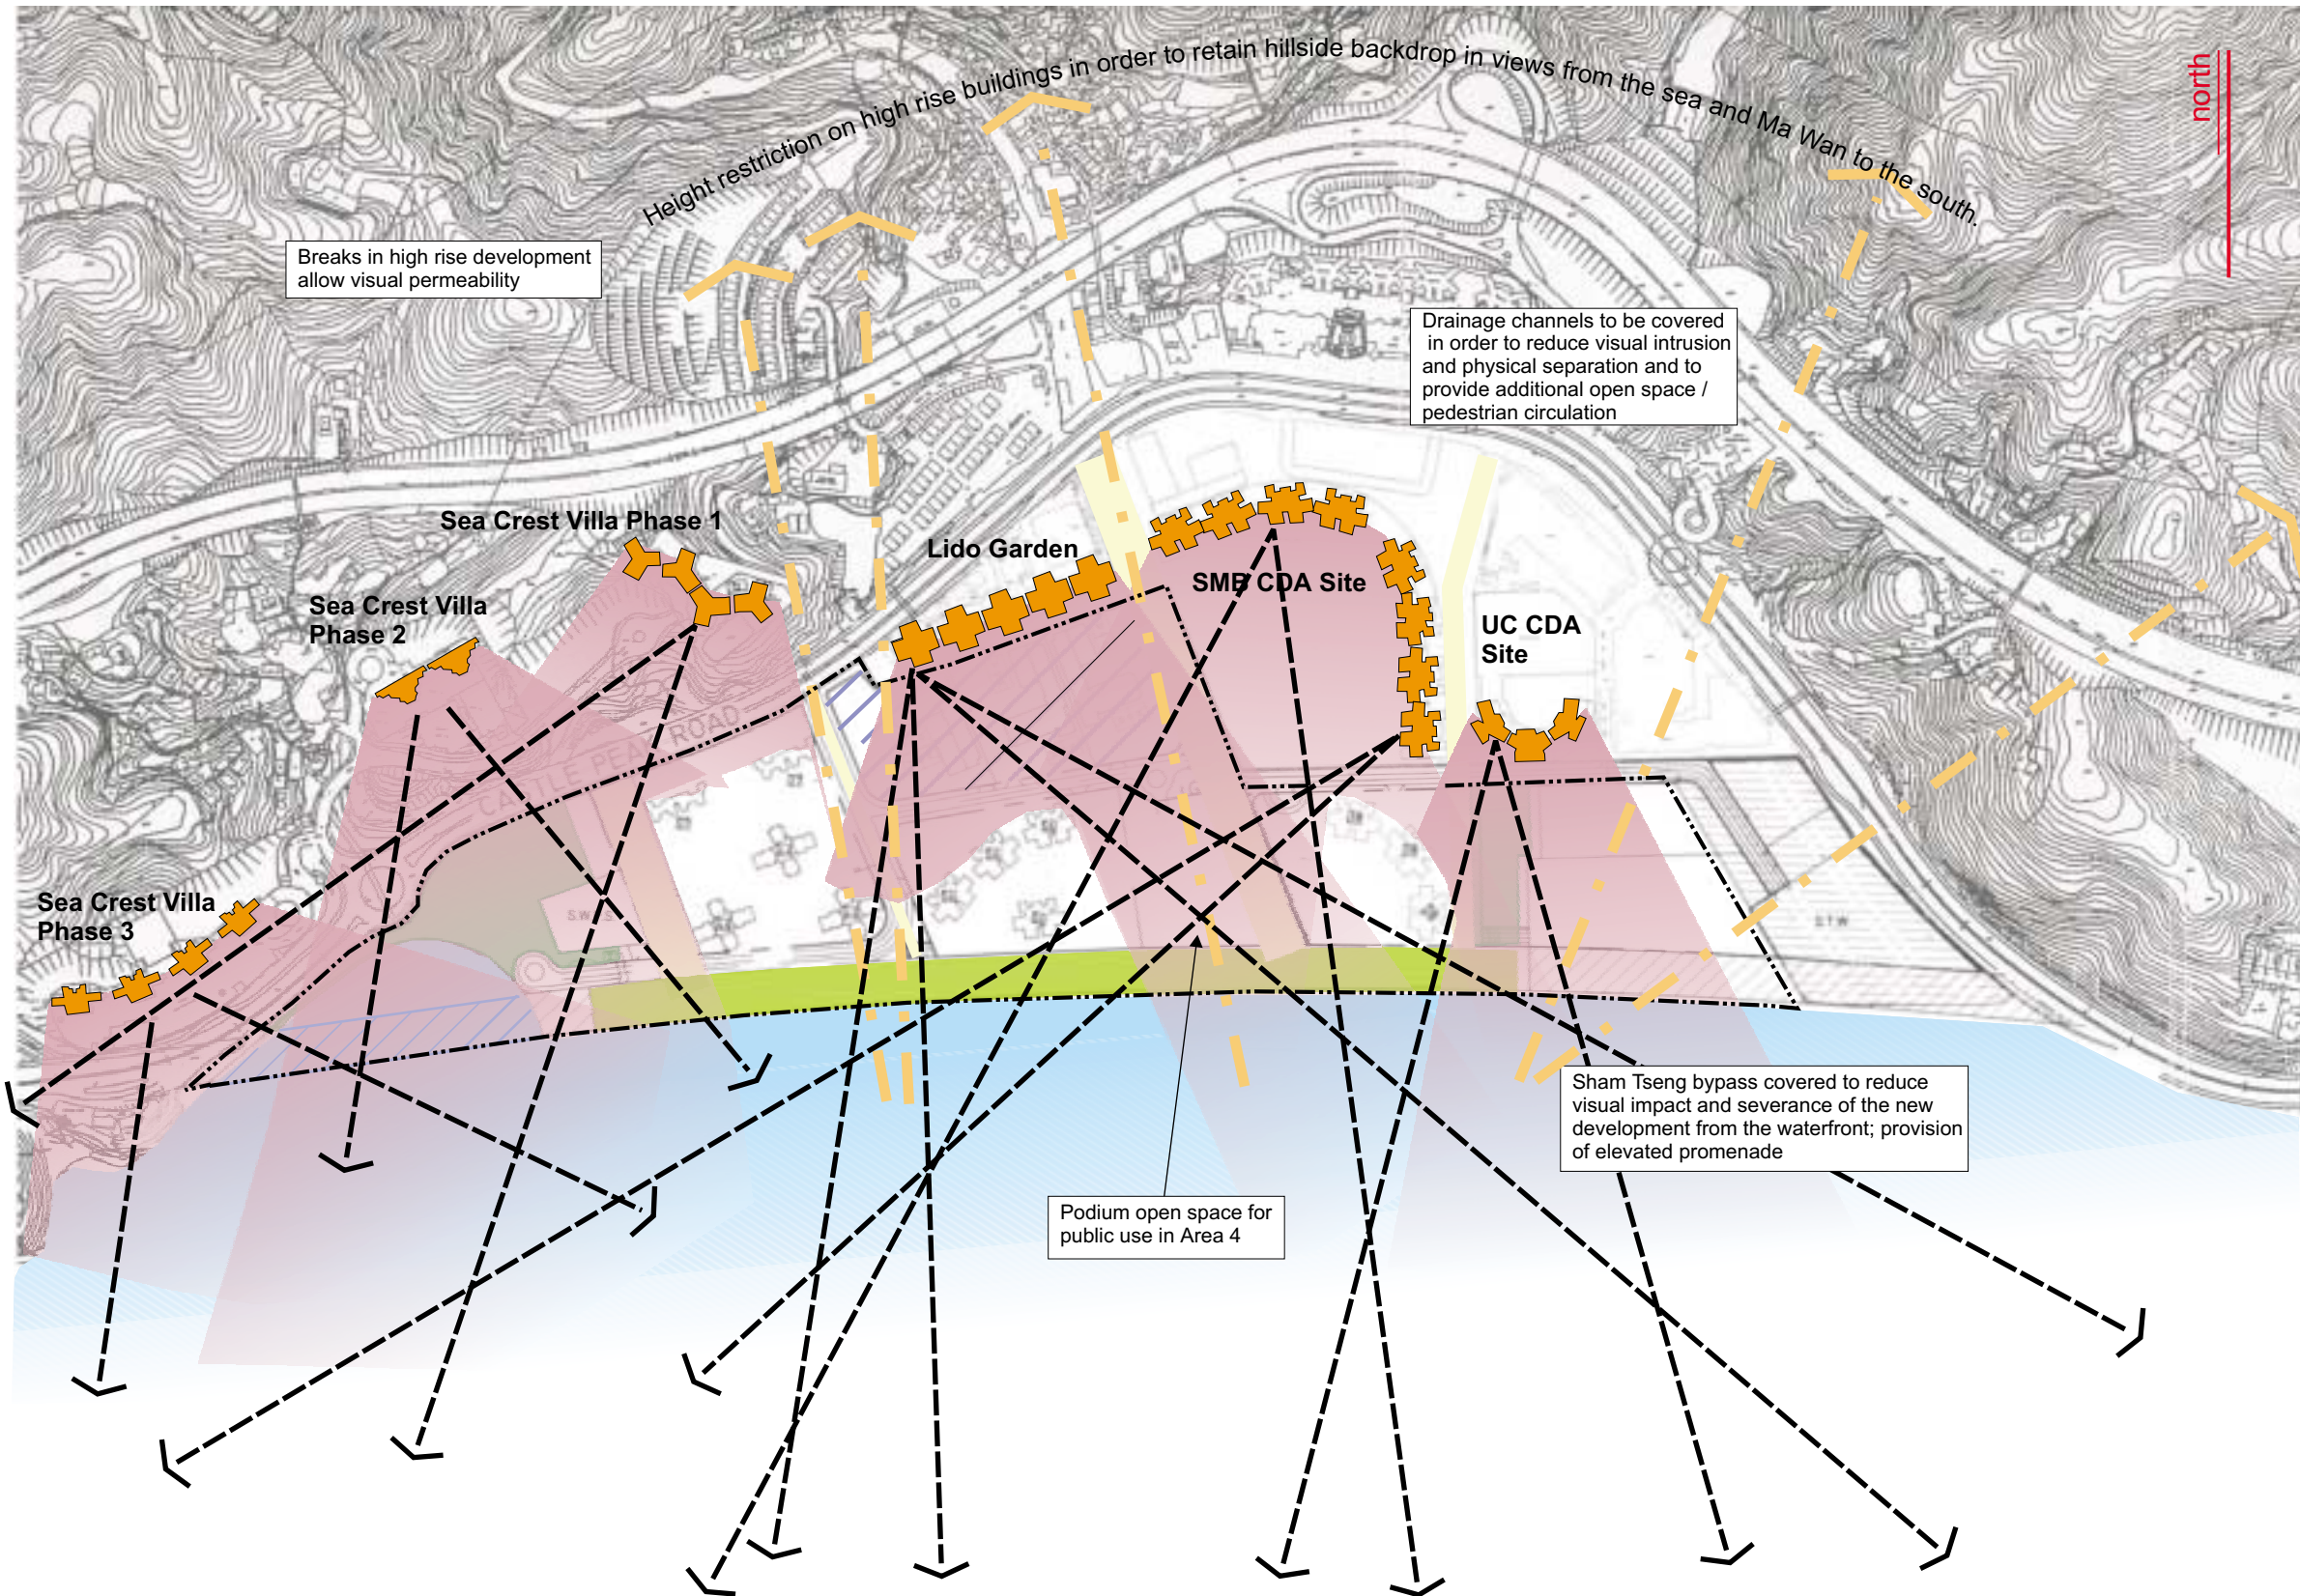 Height restriction on high rise buildings in order to retain hillside backdrop in views from the sea and Ma Wan to the south.
north
Breaks in high rise development
allow visual permeability
Drainage channels to be covered
in order to reduce visual intrusion
and physical separation and to
provide additional open space /
pedestrian circulation
Sea Crest Villa Phase 1
Lido Garden
SMB CDA Site
Sea Crest Villa
Phase 2
UC CDA
Site
CASTLE PEAK ROAD
Sea Crest Villa
Phase 3
S.T.W
Sham Tseng bypass covered to reduce
visual impact and severance of the new
development from the waterfront; provision
of elevated promenade
Podium open space for
public use in Area 4